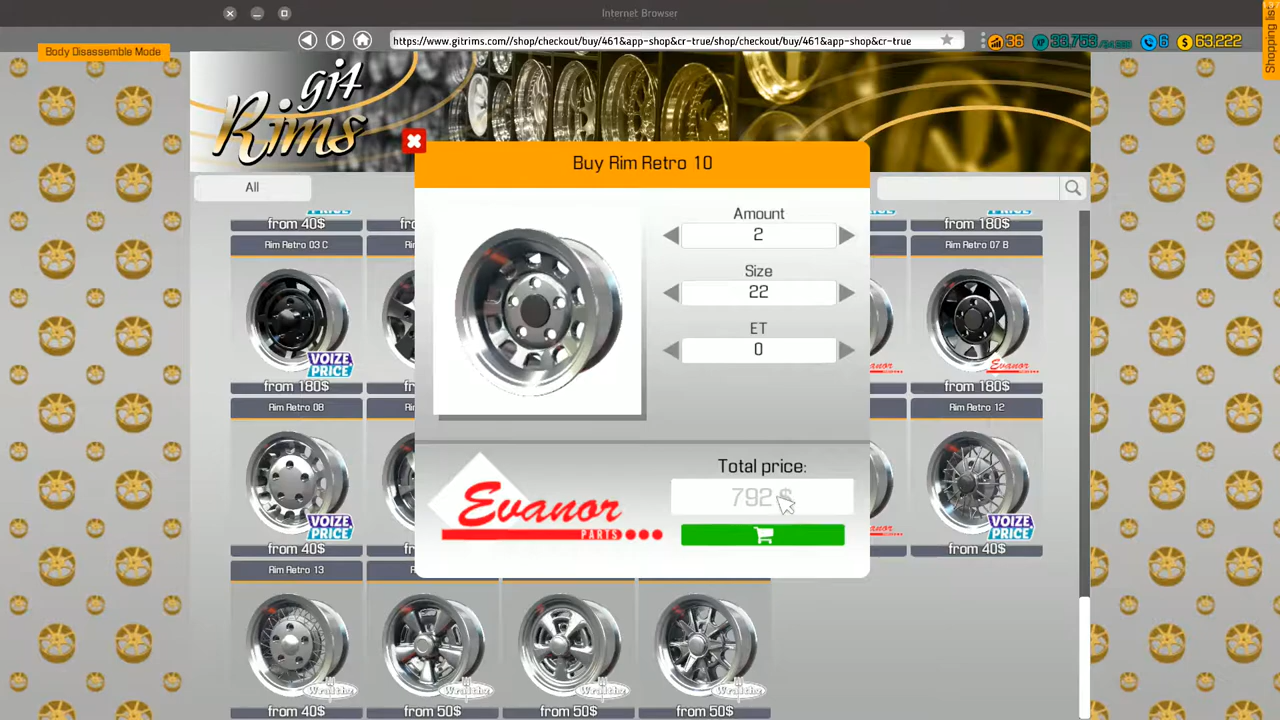 Internet Browser
Body Disassemble Mode
https://www.gitrims.com//shop/checkout/buy/461&app-shop&cr-true/shop/checkout/buy/461&app-shop&cr-true
36
6
63,222
Shopping list
git Rims
All
Buy Rim Retro 10
Amount
2
Size
22
ET
0
Evanor
PARTS
Total price:
792 $
from 40$
from 180$
Rim Retro 03 C
Rim Retro 07 B
VOIZE PRICE
from 180$
Evanor
from 180$
Rim Retro 08
Rim Retro 12
VOIZE PRICE
from 40$
VOIZE PRICE
from 40$
Rim Retro 13
from 40$
from 50$
from 50$
from 50$